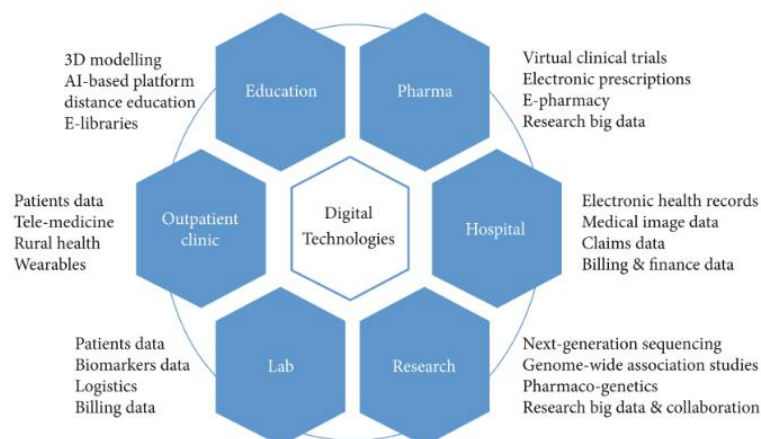 3D modelling
AI-based platform
distance education
E-libraries
Education
Pharma
Virtual clinical trials
Electronic prescriptions
E-pharmacy
Research big data
Patients data
Tele-medicine
Rural health
Wearables
Outpatient
clinic
Digital
Technologies
Hospital
Electronic health records
Medical image data
Claims data
Billing & finance data
Patients data
Biomarkers data
Logistics
Billing data
Lab
Research
Next-generation sequencing
Genome-wide association studies
Pharmaco-genetics
Research big data & collaboration